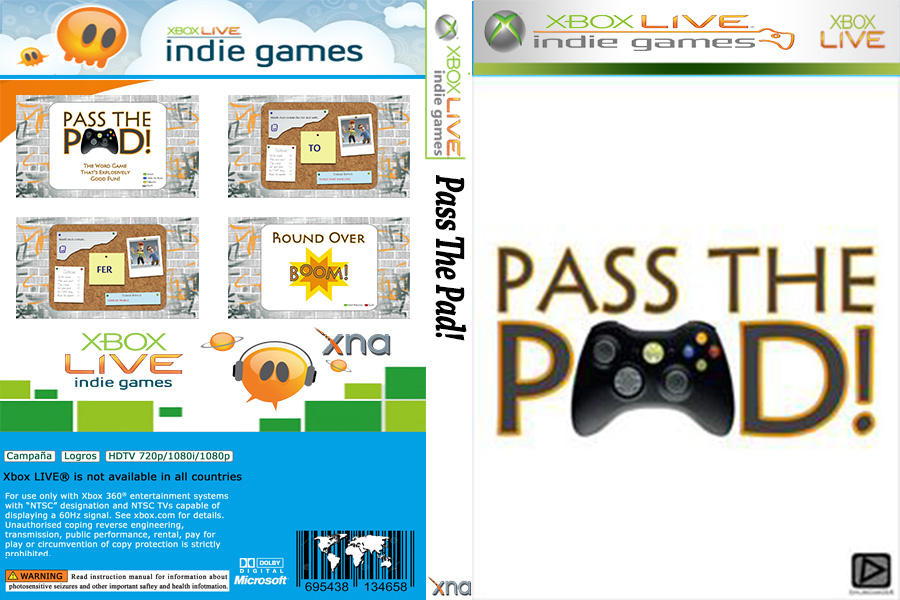 XBOX LIVE
indie games
PASS THE
P D!
THE WORD GAME
THAT'S EXPLOSIVELY
GOOD FUN!
TO
FER
ROUND OVER
BOOM!
XBOX
LIVE
indie games
xna
Campaña Logros HDTV 720p/1080i/1080p
Xbox LIVE® is not available in all countries
For use only with Xbox 360® entertainment systems
with "NTSC" designation and NTSC TVs capable of
displaying a 60Hz signal. See xbox.com for details.
Unauthorised coping reverse engineering,
transmission, public performance, rental, pay for
play or circumvention of copy protection is strictly
prohibited.
WARNING Read instruction manual for information about
photosensitive seizures and other important saftey and health infotmation.
DOLBY
DIGITAL
Microsoft
695438 134658
XBOX LIVE
indie games
Pass The Pad!
xna
XBOX LIVE
indie games
XBOX
LIVE
PASS THE
P D!